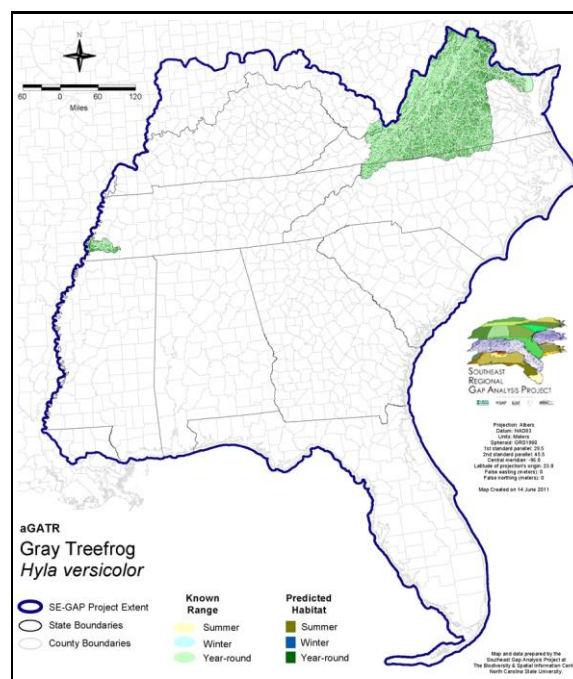 N
60 0 60 120
Miles
SOUTHEAST
REGIONAL
GAP ANALYSIS PROJECT
Projection: Albers
Datum: NAD83
Units: Meters
Spheroid: GRS1980
1st standard parallel: 29.5
2nd standard parallel: 45.5
Central meridian: -96.0
Latitude of projection's origin: 23.0
False easting (meters): 0
False northing (meters): 0
Map Created on 14 June 2011
aGATR
Gray Treefrog
Hyla versicolor
SE-GAP Project Extent
State Boundaries
County Boundaries
Known
Range
Summer
Winter
Year-round
Predicted
Habitat
Summer
Winter
Year-round
Map and data prepared by the
Southeast Gap Analysis Project at
The Biodiversity & Spatial Information Center
North Carolina State University